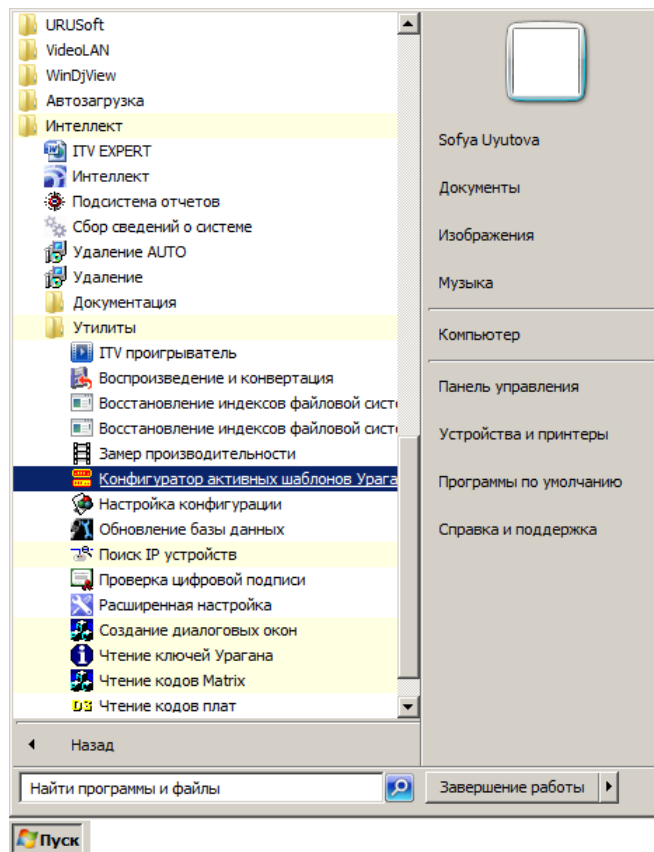 URUSoft
VideoLAN
WinDjView
Автозагрузка
Интеллект
ITV EXPERT
Интеллект
Подсистема отчетов
Сбор сведений о системе
Удаление AUTO
Удаление
Документация
Утилиты
ITV проигрыватель
Воспроизведение и конвертация
Восстановление индексов файловой систе
Восстановление индексов файловой систе
Замер производительности
Конфигуратор активных шаблонов Урага
Настройка конфигурации
Обновление базы данных
Поиск IP устройств
Проверка цифровой подписи
Расширенная настройка
Создание диалоговых окон
Чтение ключей Урагана
Чтение кодов Matrix
Чтение кодов плат
Назад
Найти программы и файлы
Sofya Uyutova
Документы
Изображения
Музыка
Компьютер
Панель управления
Устройства и принтеры
Программы по умолчанию
Справка и поддержка
Завершение работы
Пуск